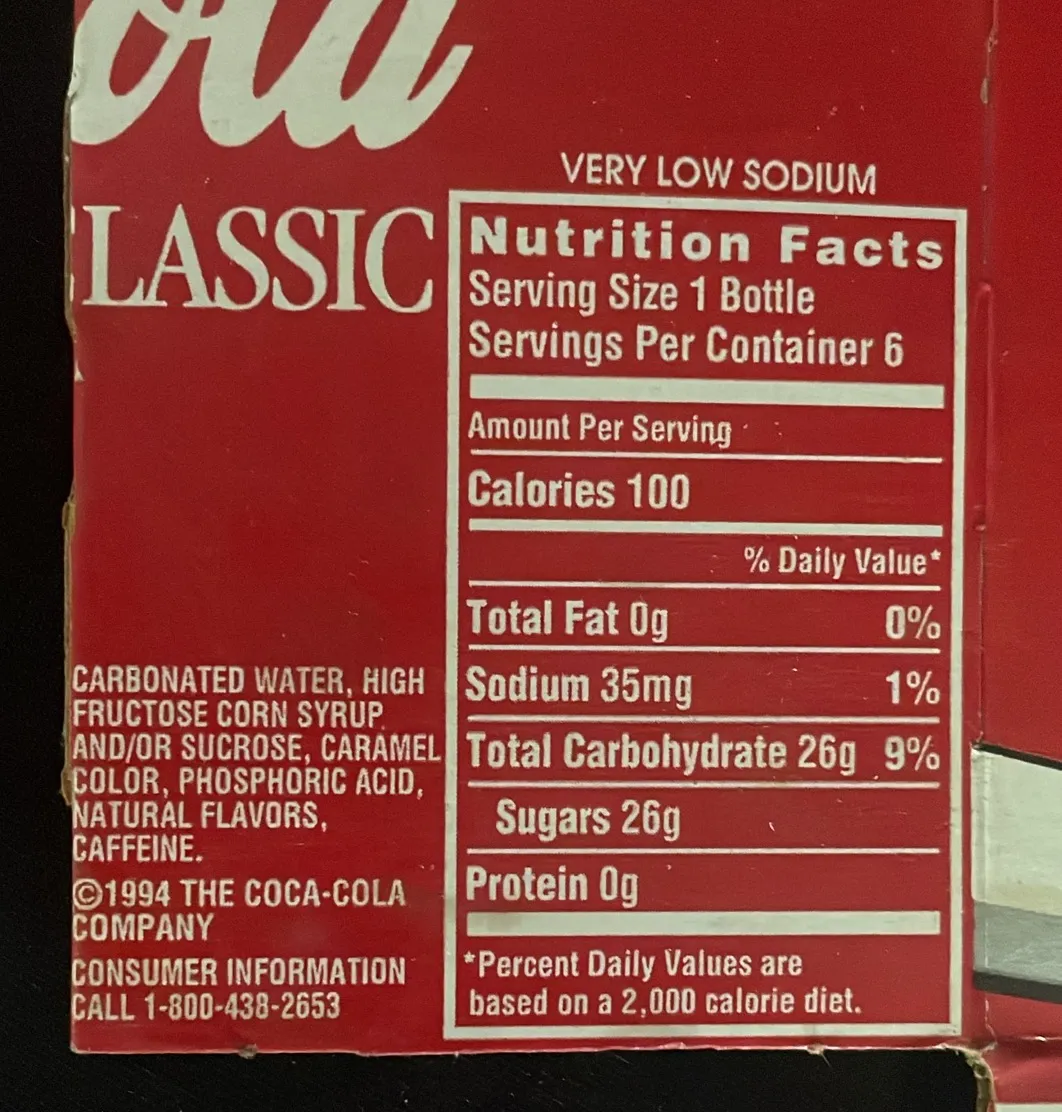 ola
CLASSIC
VERY LOW SODIUM
Nutrition Facts
Serving Size 1 Bottle
Servings Per Container 6
Amount Per Serving
Calories 100
% Daily Value*
Total Fat 0g 0%
Sodium 35mg 1%
Total Carbohydrate 26g 9%
Sugars 26g
Protein 0g
*Percent Daily Values are
based on a 2,000 calorie diet.
CARBONATED WATER, HIGH
FRUCTOSE CORN SYRUP
AND/OR SUCROSE, CARAMEL
COLOR, PHOSPHORIC ACID,
NATURAL FLAVORS,
CAFFEINE.
©1994 THE COCA-COLA
COMPANY
CONSUMER INFORMATION
CALL 1-800-438-2653